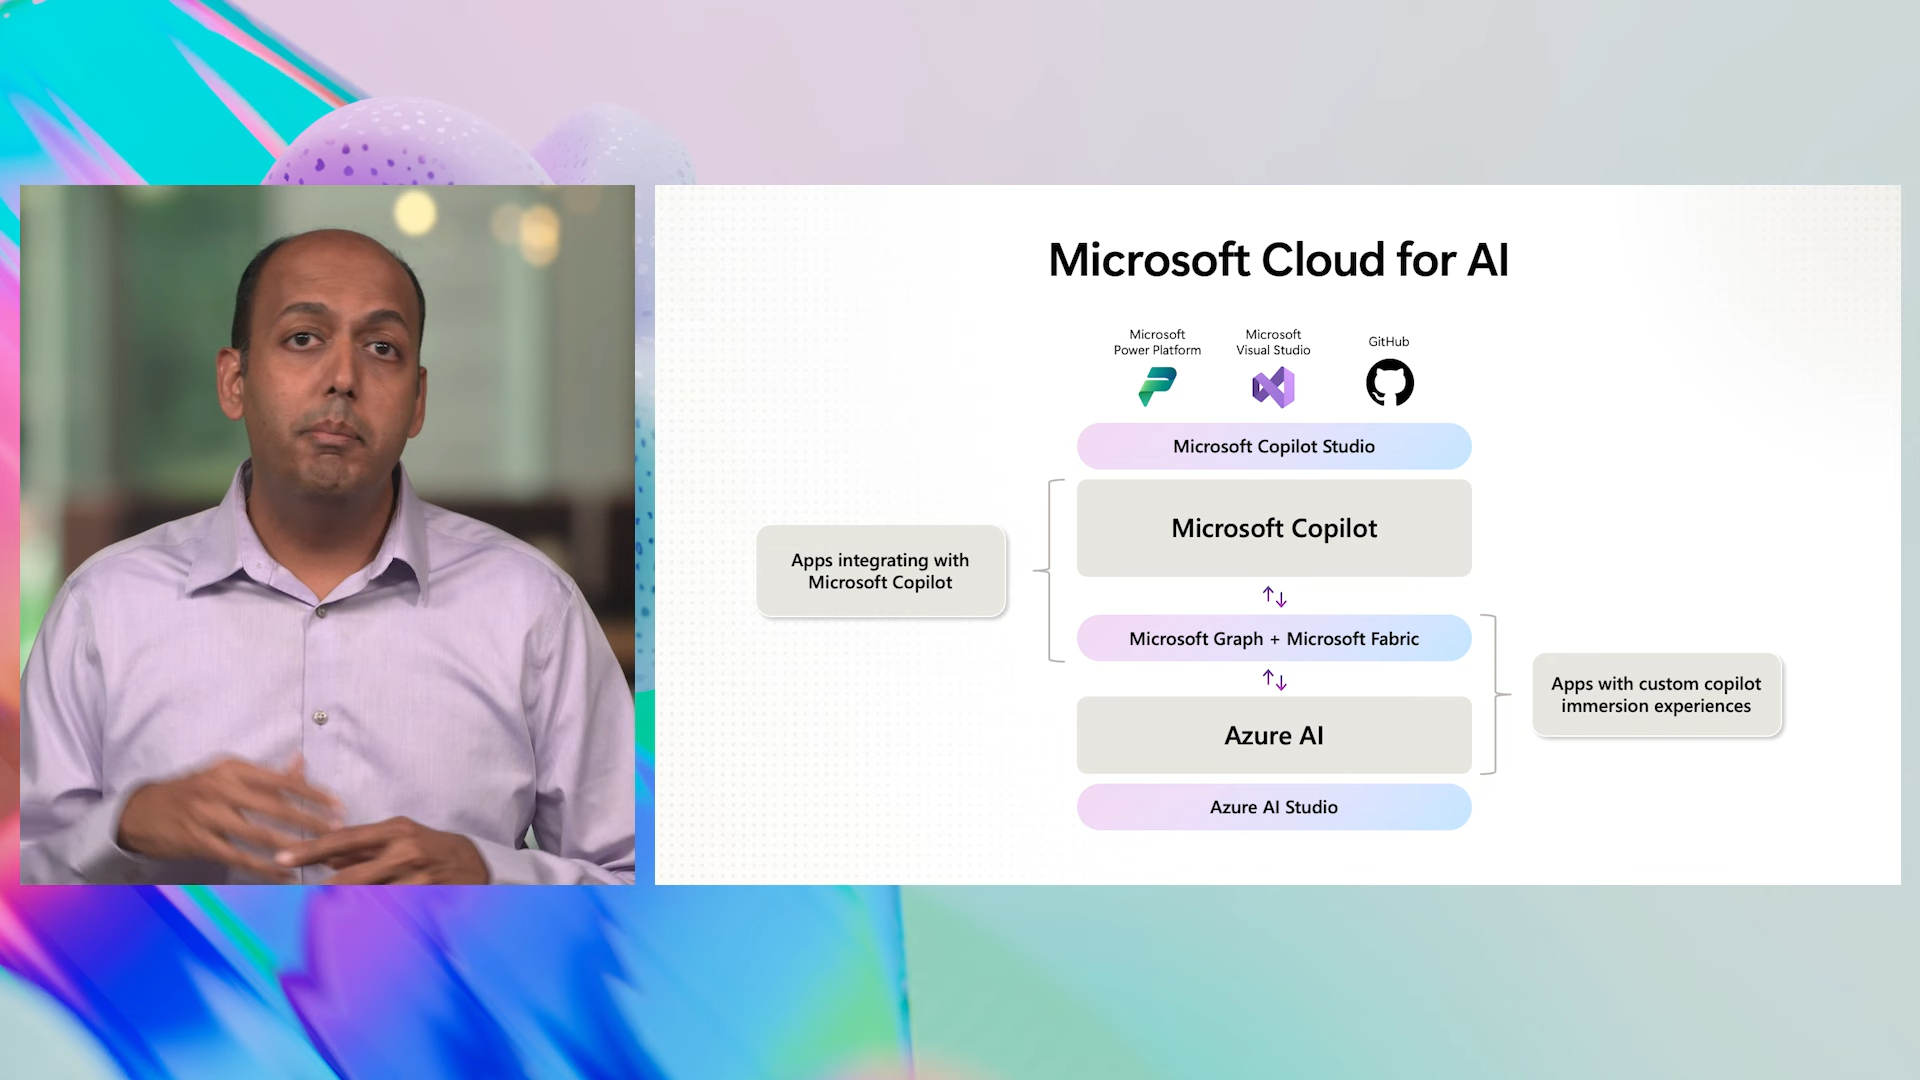 Microsoft Cloud for AI
Microsoft
Power Platform
Microsoft
Visual Studio
GitHub
Microsoft Copilot Studio
Microsoft Copilot
Apps integrating with
Microsoft Copilot
Microsoft Graph + Microsoft Fabric
Apps with custom copilot
immersion experiences
Azure AI
Azure AI Studio